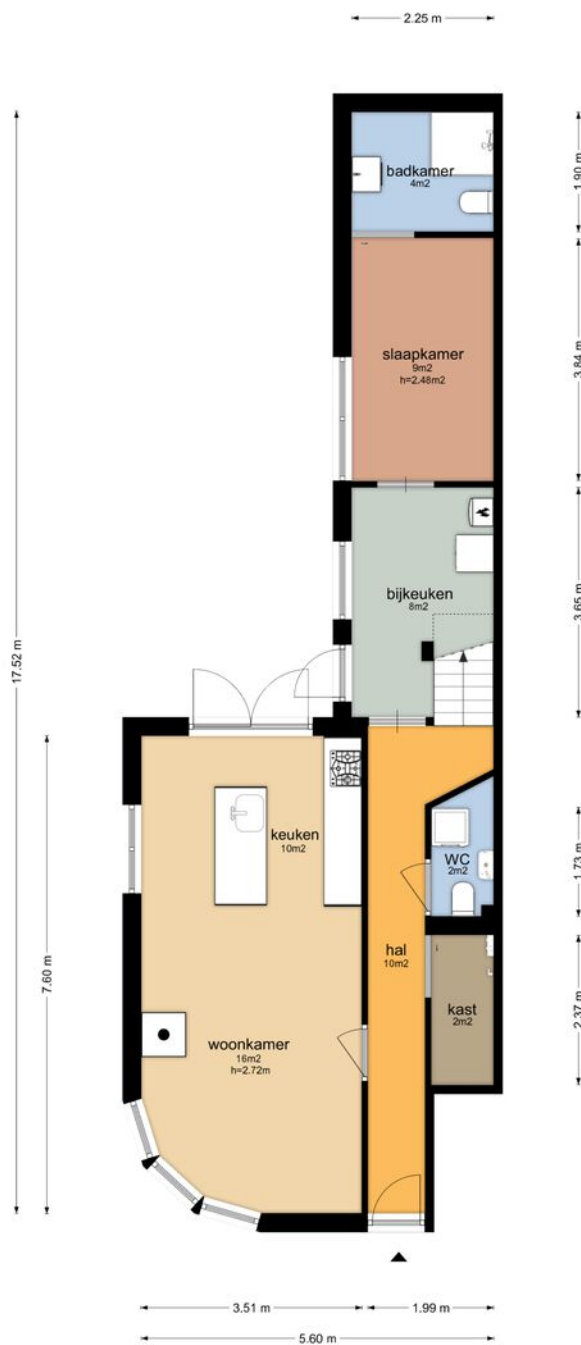 2.25 m
badkamer
4m2
1.90 m
slaapkamer
9m2
h=2.48m2
3.84 m
bijkeuken
8m2
3.65 m
17.52 m
keuken
10m2
WC
2m2
1.73 m
7.60 m
hal
10m2
kast
2m2
2.37 m
woonkamer
16m2
h=2.72m
3.51 m
1.99 m
5.60 m